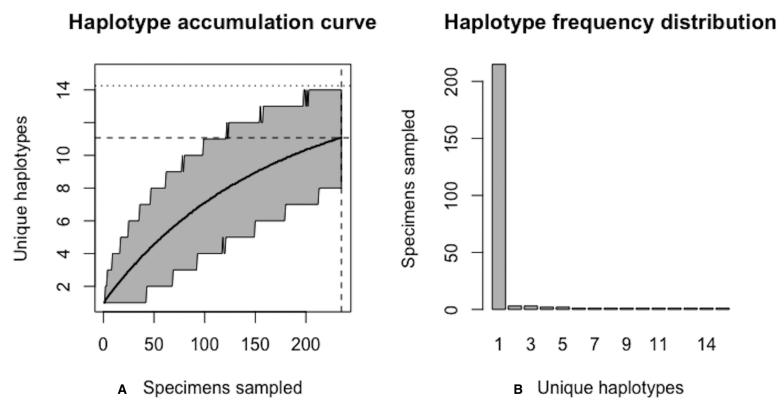 Haplotype accumulation curve
Unique haplotypes
14
10
8
6
4
2
0 50 100 150 200
A Specimens sampled
Haplotype frequency distribution
Specimens sampled
200
150
100
50
0
1 3 5 7 9 11 14
B Unique haplotypes